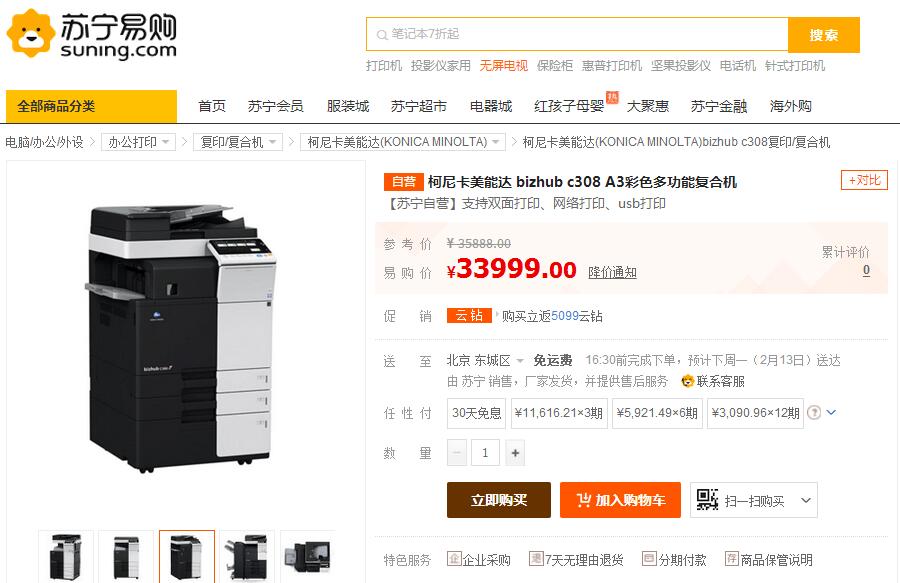 苏宁易购
suning.com
笔记本7折起
搜索
打印机 投影仪家用 无屏电视 保险柜 惠普打印机 坚果投影仪 电话机 针式打印机
全部商品分类 首页 苏宁会员 服装城 苏宁超市 电器城 红孩子母婴 热 大聚惠 苏宁金融 海外购
电脑/办公/外设 > 办公打印 > 复印/复合机 > 柯尼卡美能达(KONICA MINOLTA) > 柯尼卡美能达(KONICA MINOLTA)bizhub c308复印/复合机
自营 柯尼卡美能达 bizhub c308 A3彩色多功能复合机
+对比
【苏宁自营】支持双面打印、网络打印、usb打印
参考价 ¥ 35888.00
累计评价
易购价 ¥33999.00 降价通知
0
促销 云钻 购买立返5099云钻
送至 北京 东城区 免运费 16:30前完成下单，预计下周一（2月13日）送达
由 苏宁 销售，厂家发货，并提供售后服务 联系客服
任性付 30天免息 ¥11,616.21×3期 ¥5,921.49×6期 ¥3,090.96×12期 ?
数量 − 1 +
立即购买 加入购物车 扫一扫购买
特色服务 企 企业采购 退 7天无理由退货 分期付款 存 商品保管说明
bizhub